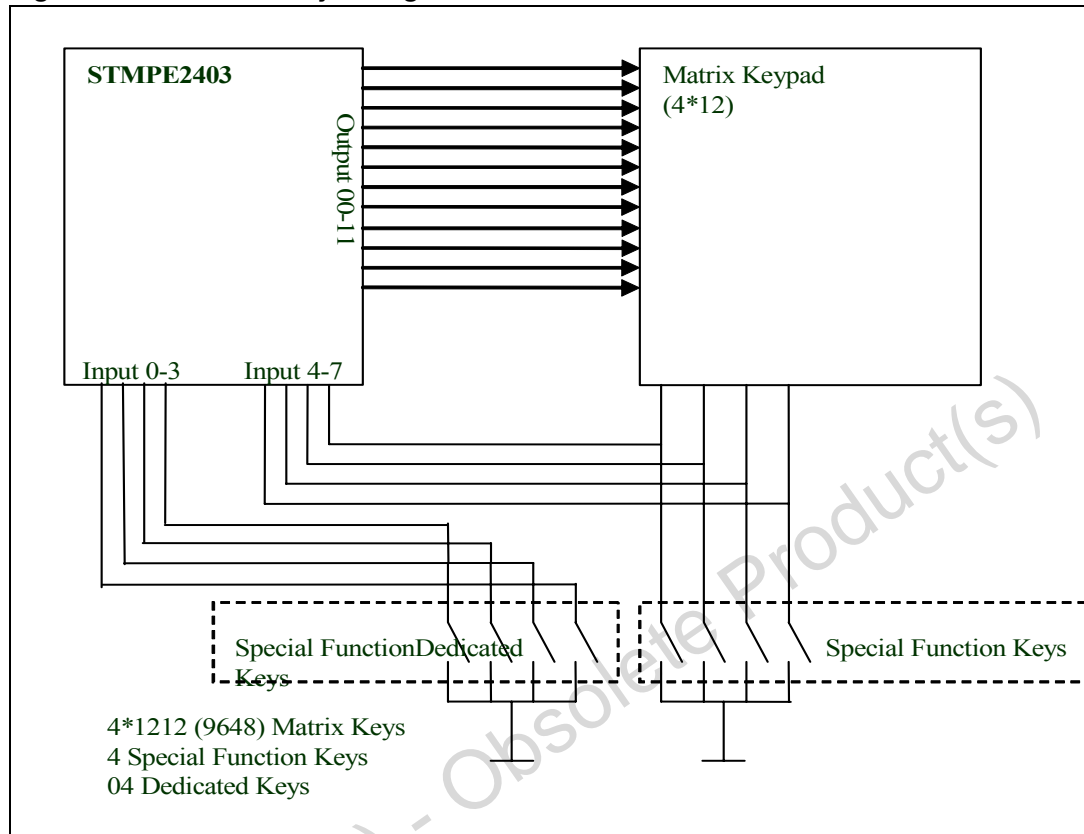 STMPE2403
Matrix Keypad
(4*12)
Output 00-11
Input 0-3
Input 4-7
Special FunctionDedicated
Keys
Special Function Keys
4*1212 (9648) Matrix Keys
4 Special Function Keys
04 Dedicated Keys
) - Obsolete Product(s)